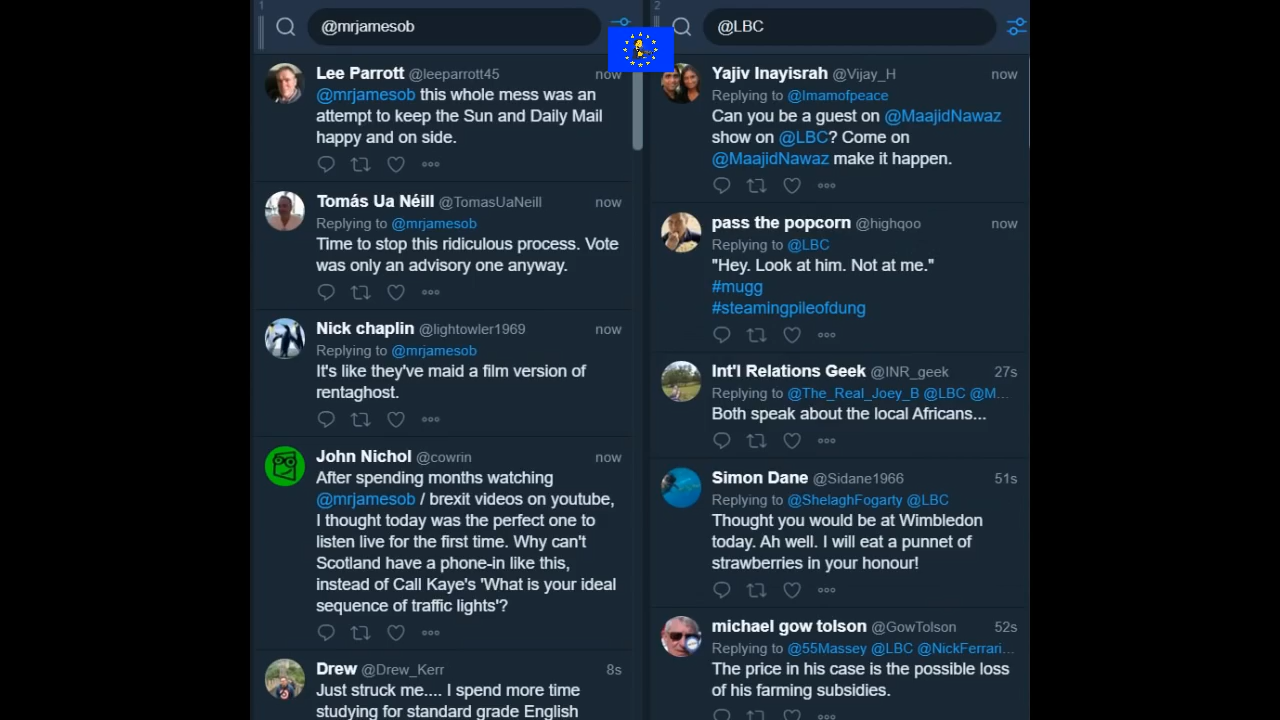 1
@mrjamesob
Lee Parrott @leeparrott45 now
@mrjamesob this whole mess was an
attempt to keep the Sun and Daily Mail
happy and on side.
Tomás Ua Néill @TomasUaNeill now
Replying to @mrjamesob
Time to stop this ridiculous process. Vote
was only an advisory one anyway.
Nick chaplin @lightowler1969 now
Replying to @mrjamesob
It's like they've maid a film version of
rentaghost.
John Nichol @cowrin now
After spending months watching
@mrjamesob / brexit videos on youtube,
I thought today was the perfect one to
listen live for the first time. Why can't
Scotland have a phone-in like this,
instead of Call Kaye's 'What is your ideal
sequence of traffic lights'?
Drew @Drew_Kerr 8s
Just struck me.... I spend more time
studying for standard grade English
2
@LBC
Yajiv Inayisrah @Vijay_H now
Replying to @Imamofpeace
Can you be a guest on @MaajidNawaz
show on @LBC? Come on
@MaajidNawaz make it happen.
pass the popcorn @highqoo now
Replying to @LBC
"Hey. Look at him. Not at me."
#mugg
#steamingpileofdung
Int'l Relations Geek @INR_geek 27s
Replying to @The_Real_Joey_B @LBC @M...
Both speak about the local Africans...
Simon Dane @Sidane1966 51s
Replying to @ShelaghFogarty @LBC
Thought you would be at Wimbledon
today. Ah well. I will eat a punnet of
strawberries in your honour!
michael gow tolson @GowTolson 52s
Replying to @55Massey @LBC @NickFerrari...
The price in his case is the possible loss
of his farming subsidies.